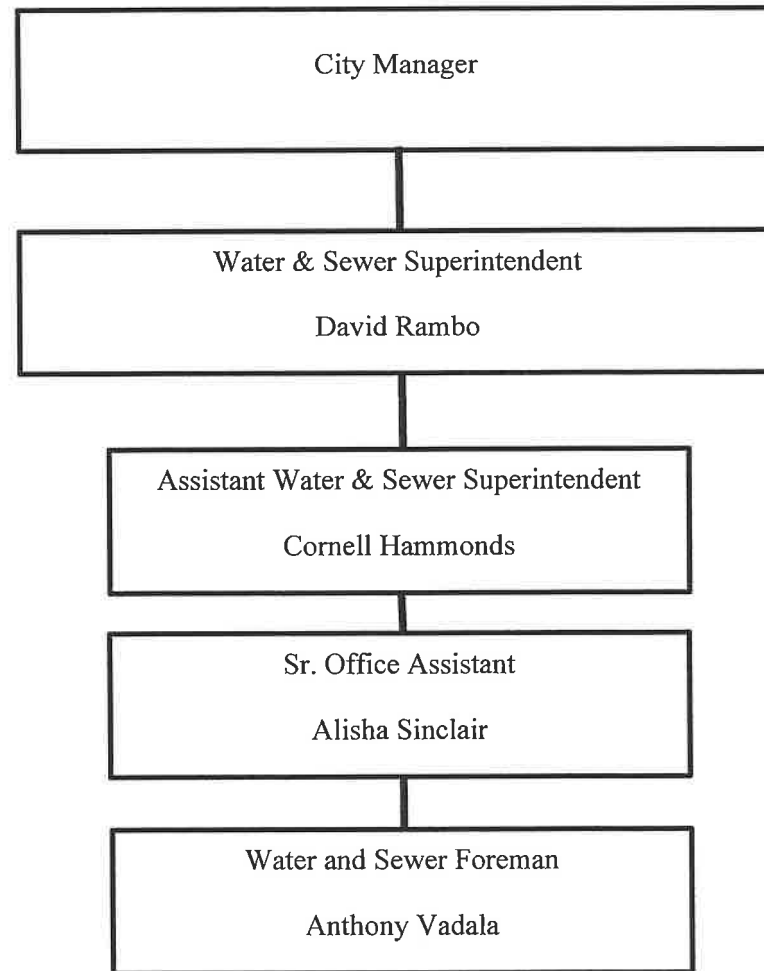 City Manager
Water & Sewer Superintendent
David Rambo
Assistant Water & Sewer Superintendent
Cornell Hammonds
Sr. Office Assistant
Alisha Sinclair
Water and Sewer Foreman
Anthony Vadala